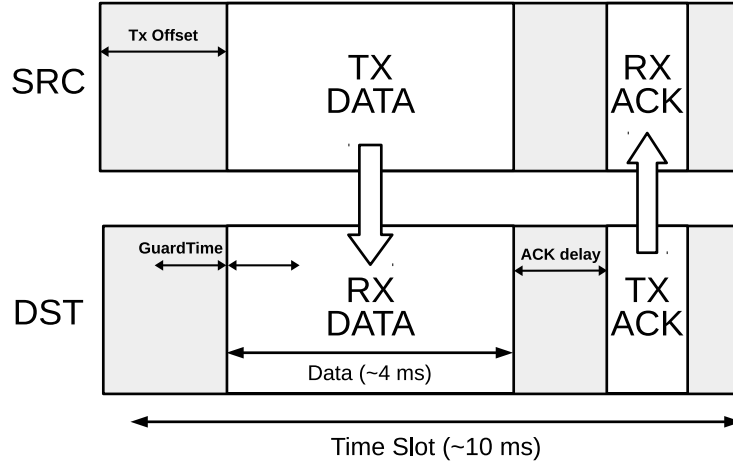 Tx Offset
SRC
TX
DATA
RX
ACK
GuardTime
ACK delay
DST
RX
DATA
TX
ACK
Data (~4 ms)
Time Slot (~10 ms)